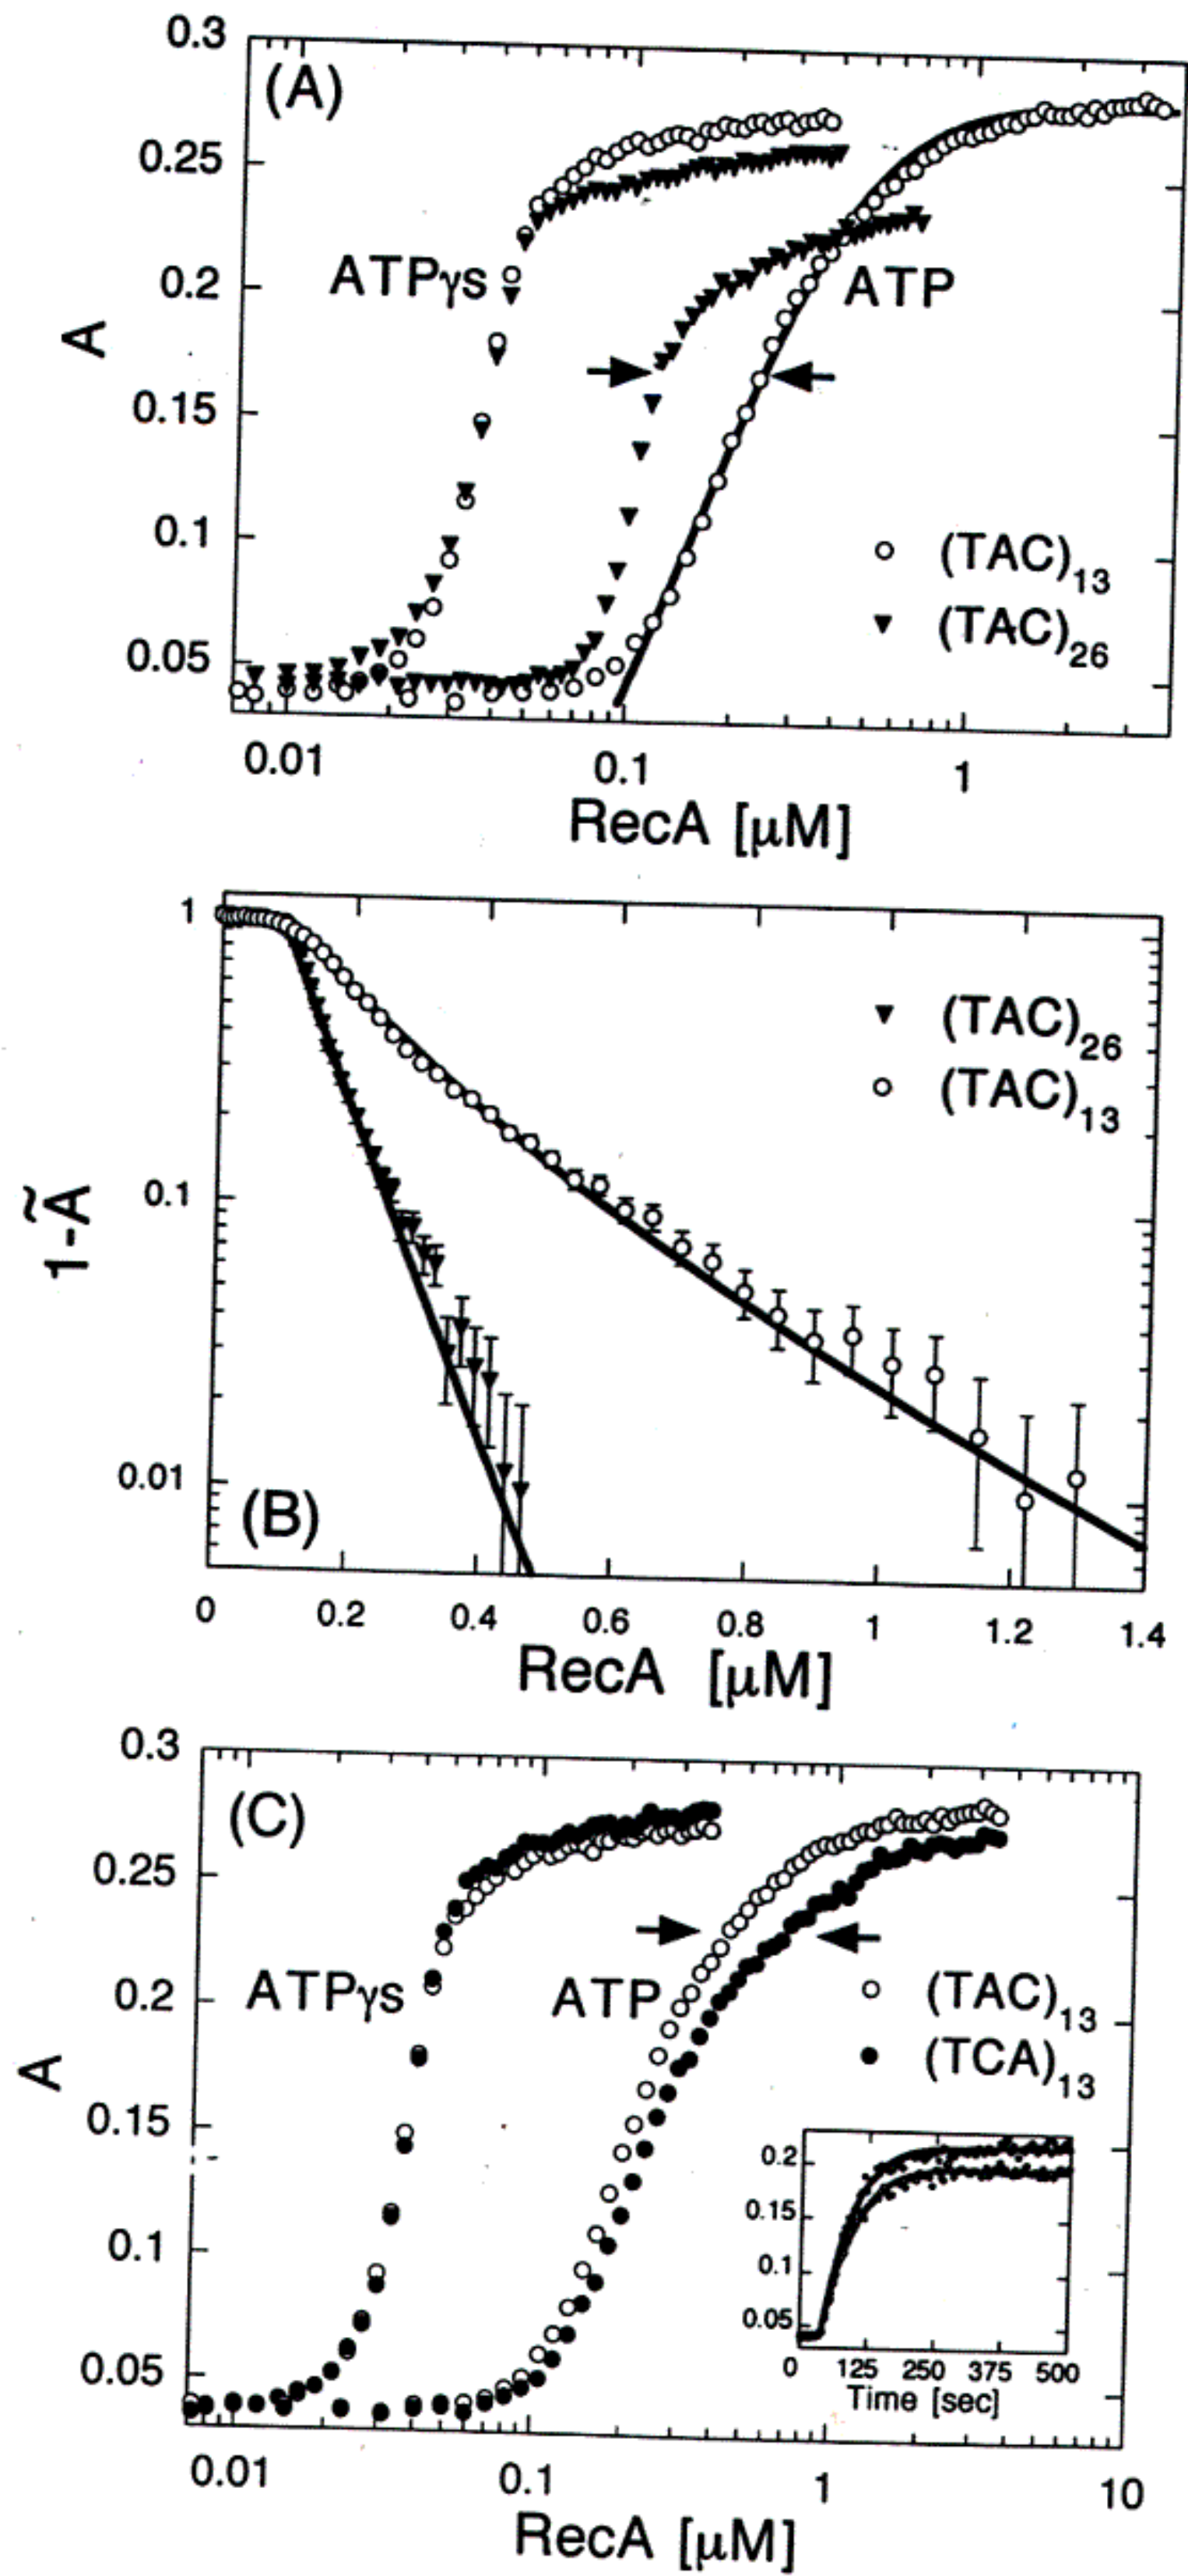 0.3
(A)
0.25
ATPγs
ATP
0.2
A
0.15
0.1
(TAC)13
(TAC)26
0.05
0.01
0.1
1
RecA [μM]
1
(TAC)26
(TAC)13
0.1
1-Ã
0.01
(B)
0
0.2
0.4
0.6
0.8
1
1.2
1.4
RecA [μM]
0.3
(C)
0.25
ATPγs
ATP
(TAC)13
(TCA)13
0.2
A
0.15
0.2
0.15
0.1
0.1
0.05
0 125 250 375 500
Time [sec]
0.05
0.01
0.1
1
10
RecA [μM]